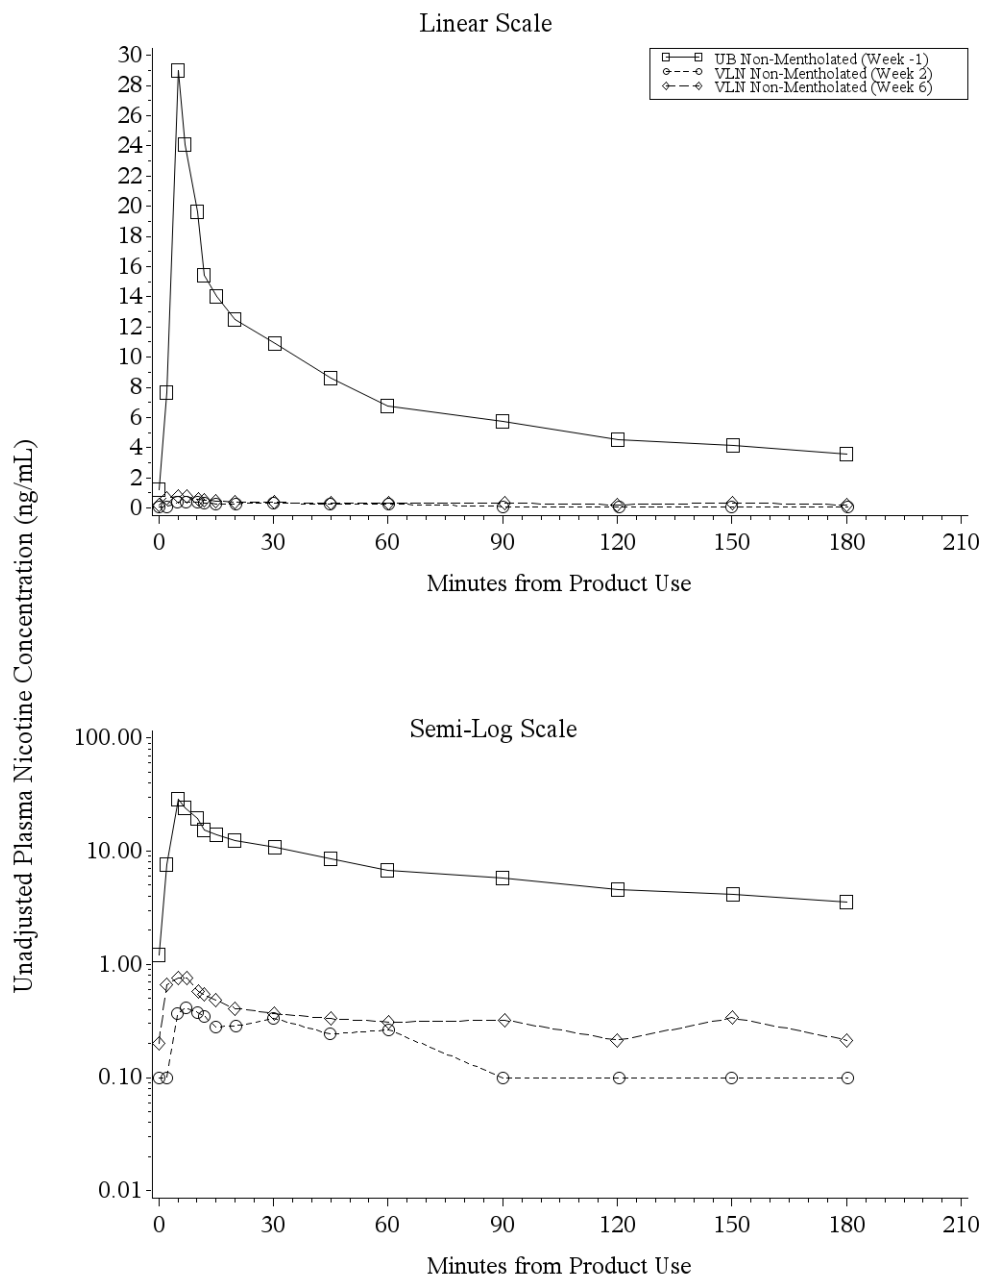 Linear Scale
30
28
26
24
22
20
18
16
14
12
10
8
6
4
2
0
UB Non-Mentholated (Week -1)
VLN Non-Mentholated (Week 2)
VLN Non-Mentholated (Week 6)
0 30 60 90 120 150 180 210
Minutes from Product Use
Unadjusted Plasma Nicotine Concentration (ng/mL)
Semi-Log Scale
100.00
10.00
1.00
0.10
0.01
0 30 60 90 120 150 180 210
Minutes from Product Use